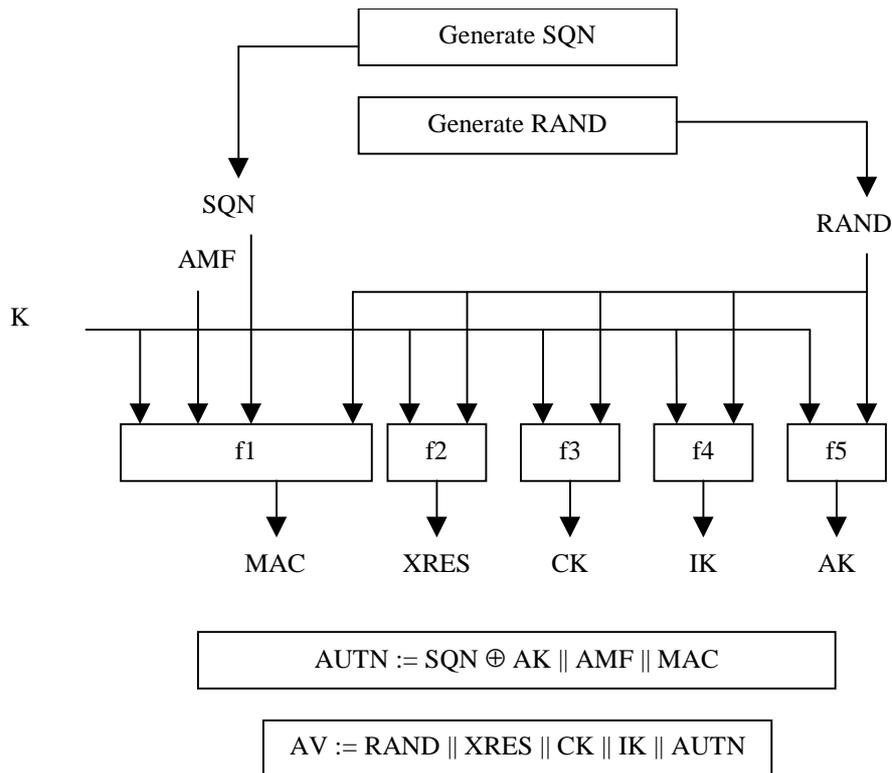 Generate SQN
Generate RAND
SQN
RAND
AMF
K
f1
f2
f3
f4
f5
MAC
XRES
CK
IK
AK
AUTN := SQN ⊕ AK || AMF || MAC
AV := RAND || XRES || CK || IK || AUTN